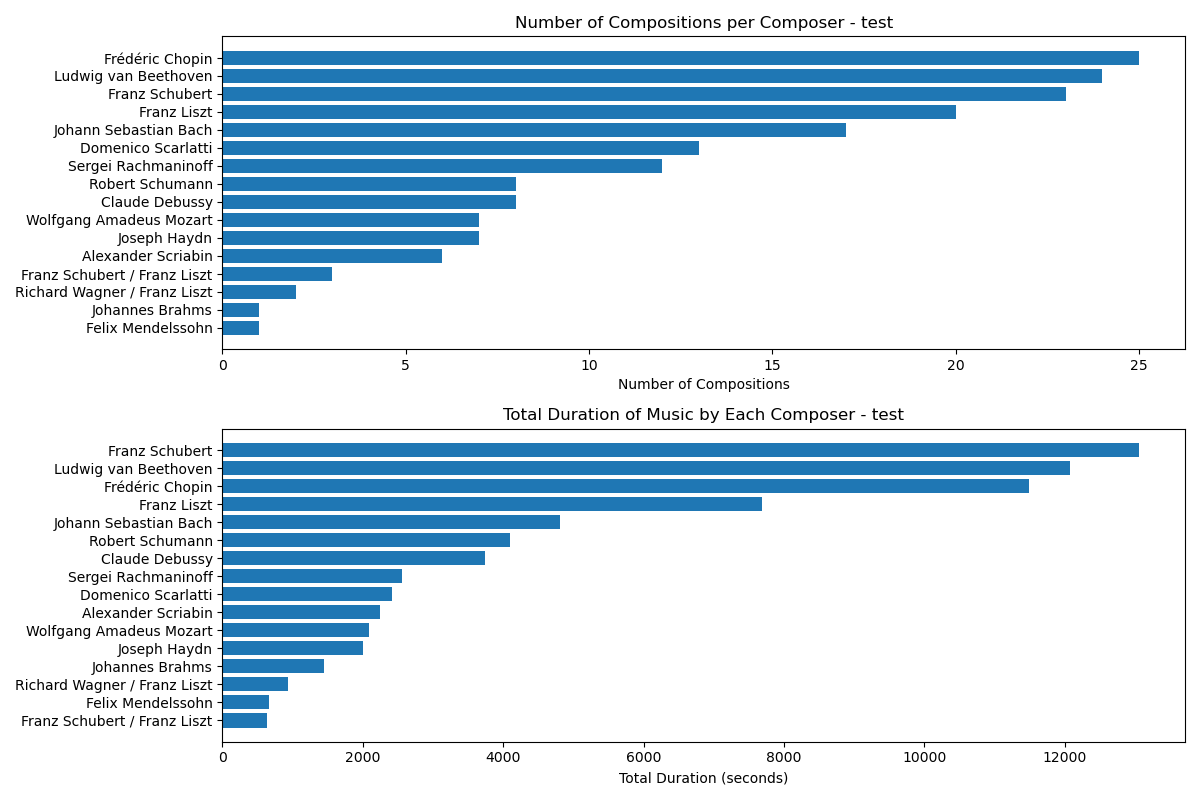 Number of Compositions per Composer - test
Frédéric Chopin
Ludwig van Beethoven
Franz Schubert
Franz Liszt
Johann Sebastian Bach
Domenico Scarlatti
Sergei Rachmaninoff
Robert Schumann
Claude Debussy
Wolfgang Amadeus Mozart
Joseph Haydn
Alexander Scriabin
Franz Schubert / Franz Liszt
Richard Wagner / Franz Liszt
Johannes Brahms
Felix Mendelssohn
0 5 10 15 20 25
Number of Compositions
Total Duration of Music by Each Composer - test
Franz Schubert
Ludwig van Beethoven
Frédéric Chopin
Franz Liszt
Johann Sebastian Bach
Robert Schumann
Claude Debussy
Sergei Rachmaninoff
Domenico Scarlatti
Alexander Scriabin
Wolfgang Amadeus Mozart
Joseph Haydn
Johannes Brahms
Richard Wagner / Franz Liszt
Felix Mendelssohn
Franz Schubert / Franz Liszt
0 2000 4000 6000 8000 10000 12000
Total Duration (seconds)